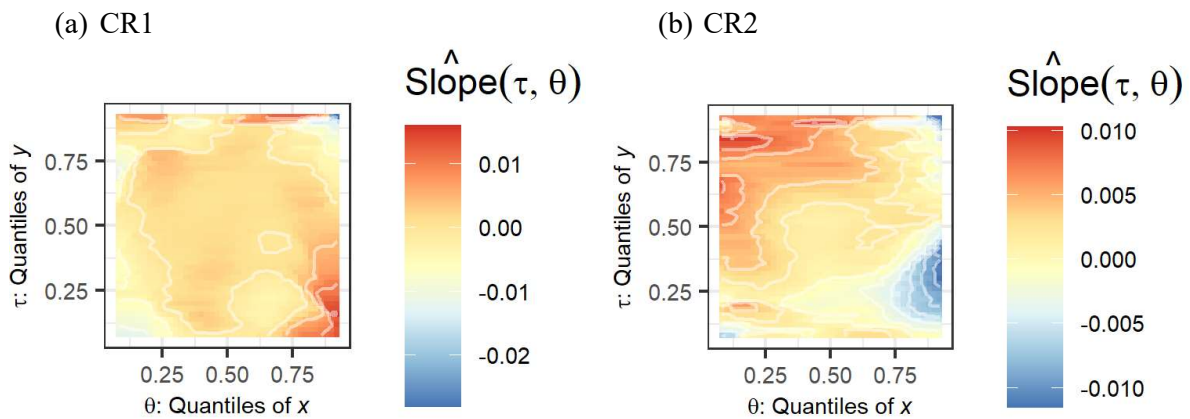 (a) CR1
(b) CR2
Slôpe(τ, θ)
0.01
0.00
-0.01
-0.02
τ: Quantiles of y
0.75
0.50
0.25
0.25 0.50 0.75
θ: Quantiles of x
Slôpe(τ, θ)
0.010
0.005
0.000
-0.005
-0.010
τ: Quantiles of y
0.75
0.50
0.25
0.25 0.50 0.75
θ: Quantiles of x